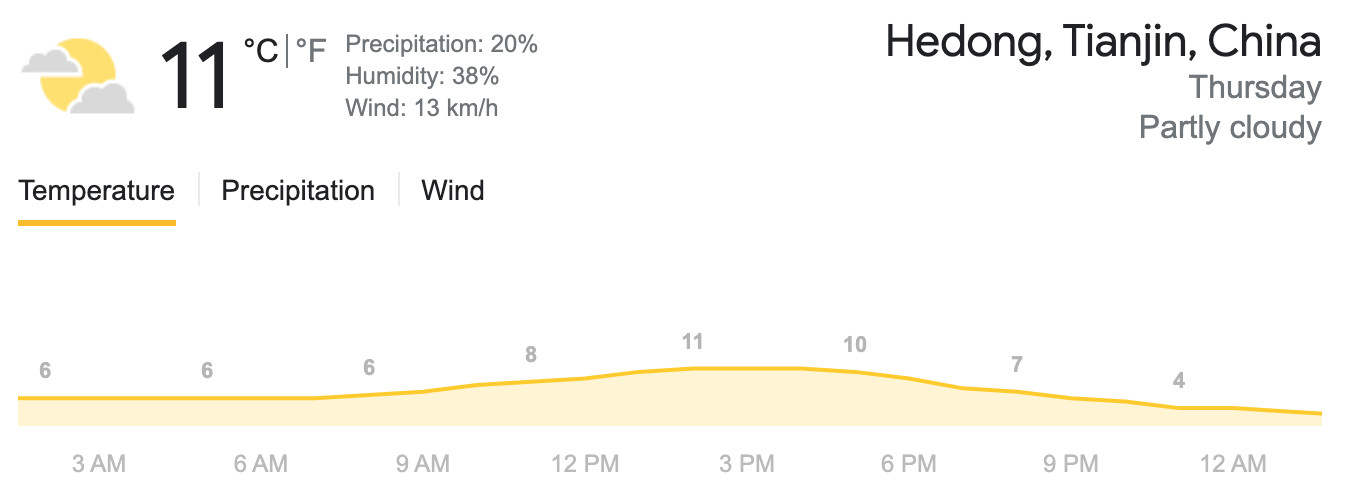 11 °C | °F
Precipitation: 20%
Humidity: 38%
Wind: 13 km/h
Hedong, Tianjin, China
Thursday
Partly cloudy
Temperature | Precipitation | Wind
6 6 6 8 11 10 7 4
3 AM 6 AM 9 AM 12 PM 3 PM 6 PM 9 PM 12 AM